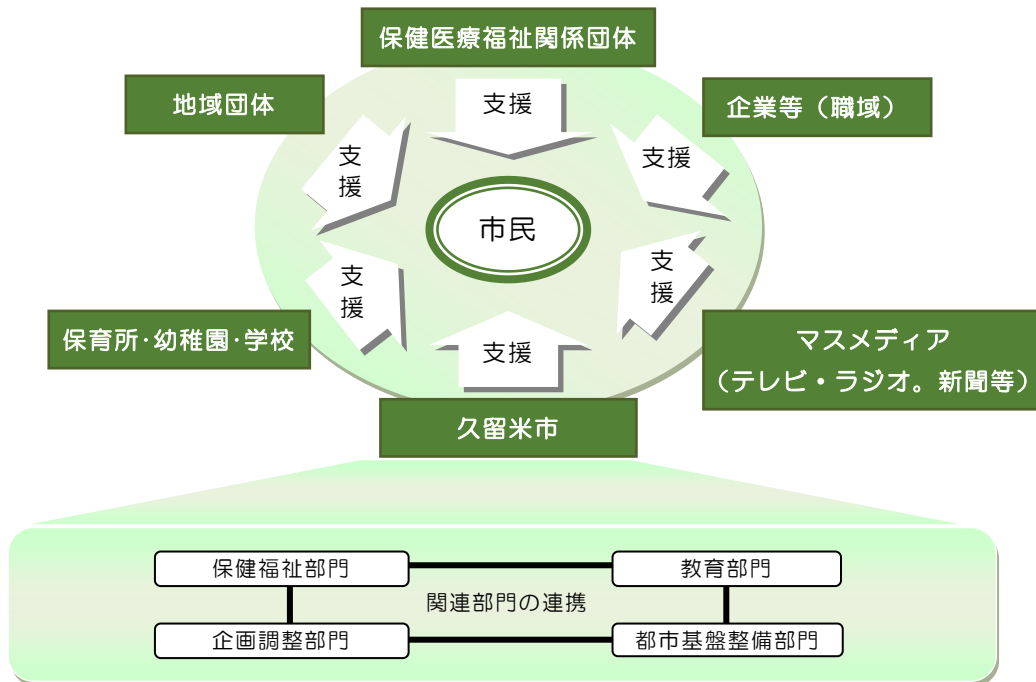 保健医療福祉関係団体
地域団体
支援
企業等（職域）
支
援
支援
市民
支
援
支
援
保育所･幼稚園･学校
支援
マスメディア
（テレビ・ラジオ。新聞等）
久留米市
保健福祉部門
教育部門
関連部門の連携
企画調整部門
都市基盤整備部門